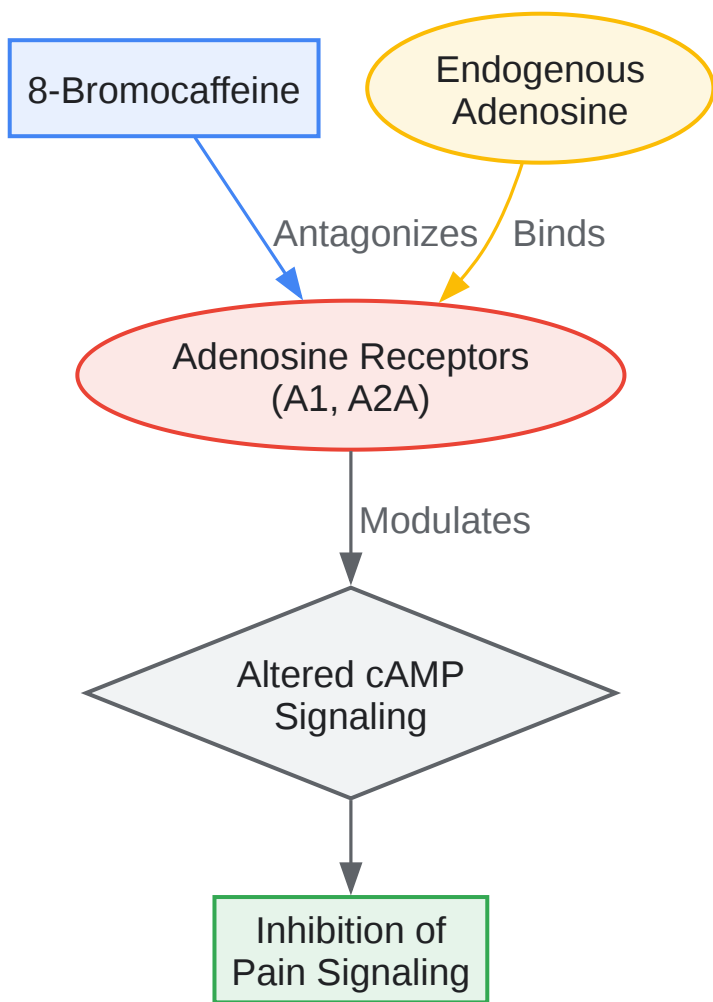 8-Bromocaffeine
Endogenous
Adenosine
Antagonizes
Binds
Adenosine Receptors
(A1, A2A)
Modulates
Altered cAMP
Signaling
Inhibition of
Pain Signaling